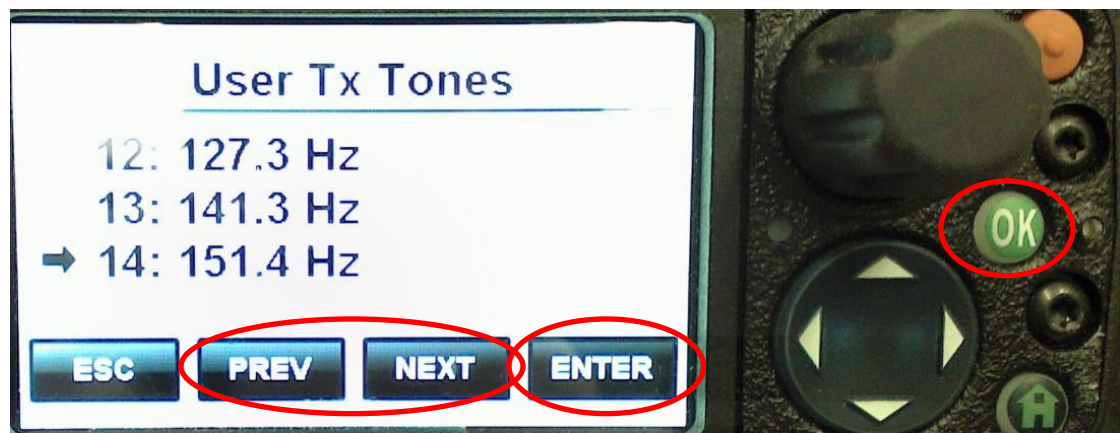 User Tx Tones
12: 127.3 Hz
13: 141.3 Hz
➡ 14: 151.4 Hz
OK
ESC PREV NEXT ENTER